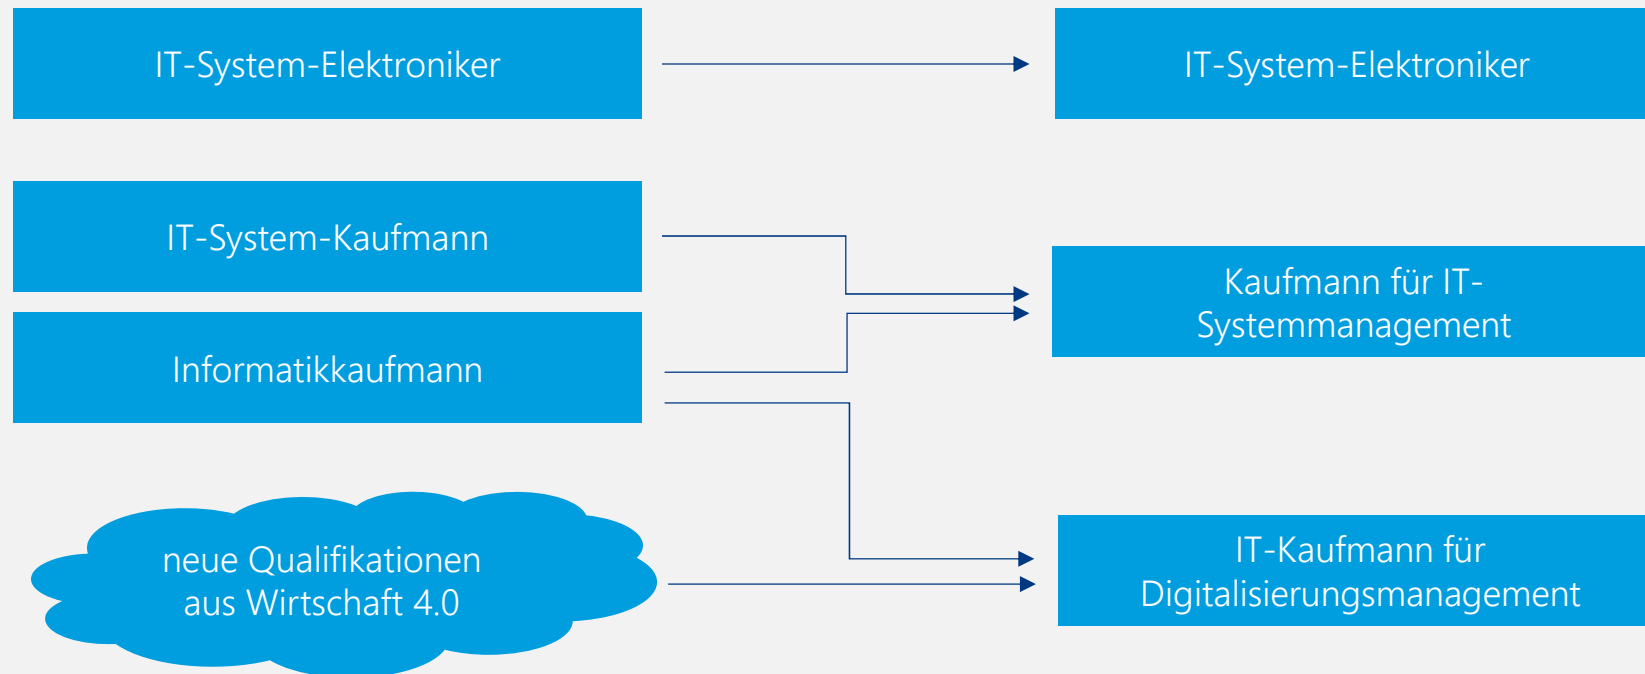 IT-System-Elektroniker
IT-System-Elektroniker
IT-System-Kaufmann
Kaufmann für IT-
Systemmanagement
Informatikkaufmann
neue Qualifikationen
aus Wirtschaft 4.0
IT-Kaufmann für
Digitalisierungsmanagement